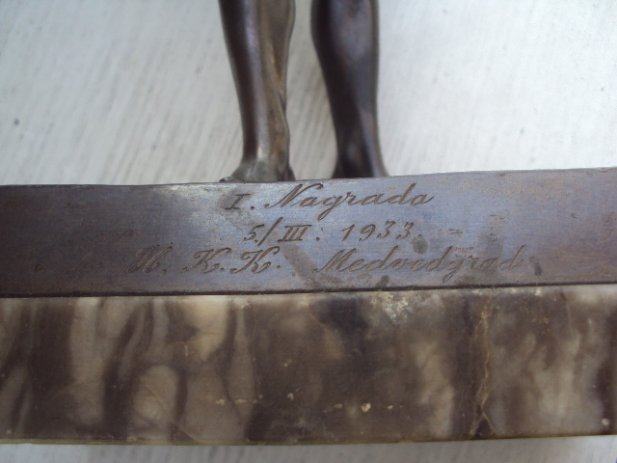 I. Nagrada
5./III. 1933.
K.K. Medvedgrad